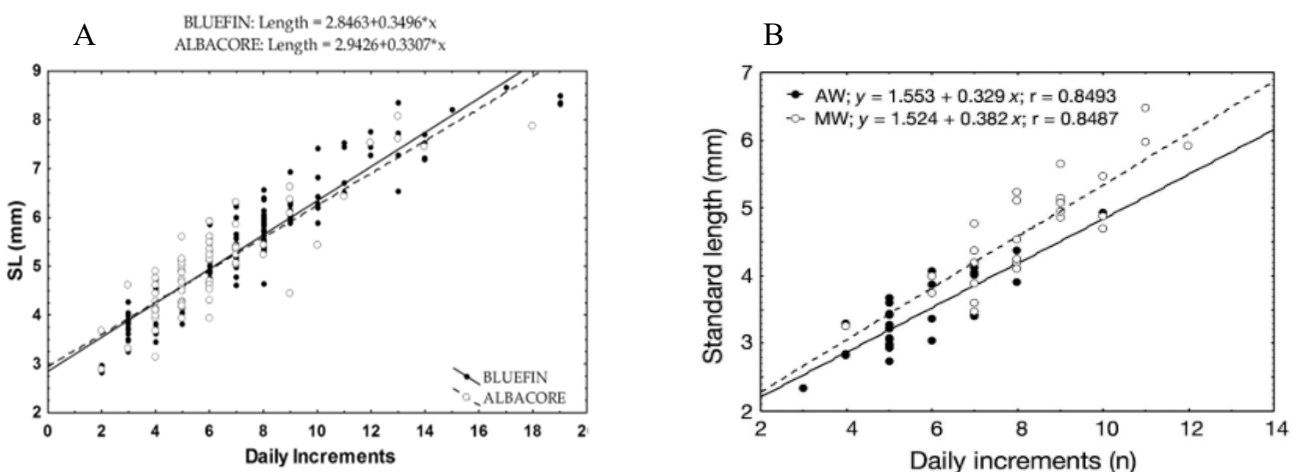 A
BLUEFIN: Length = 2.8463+0.3496*x
ALBACORE: Length = 2.9426+0.3307*x
9
8
7
6
5
4
3
2
SL (mm)
BLUEFIN
ALBACORE
0 2 4 6 8 10 12 14 16 18 20
Daily Increments
B
7
6
5
4
3
2
Standard length (mm)
AW; y = 1.553 + 0.329 x; r = 0.8493
MW; y = 1.524 + 0.382 x; r = 0.8487
2 4 6 8 10 12 14
Daily increments (n)